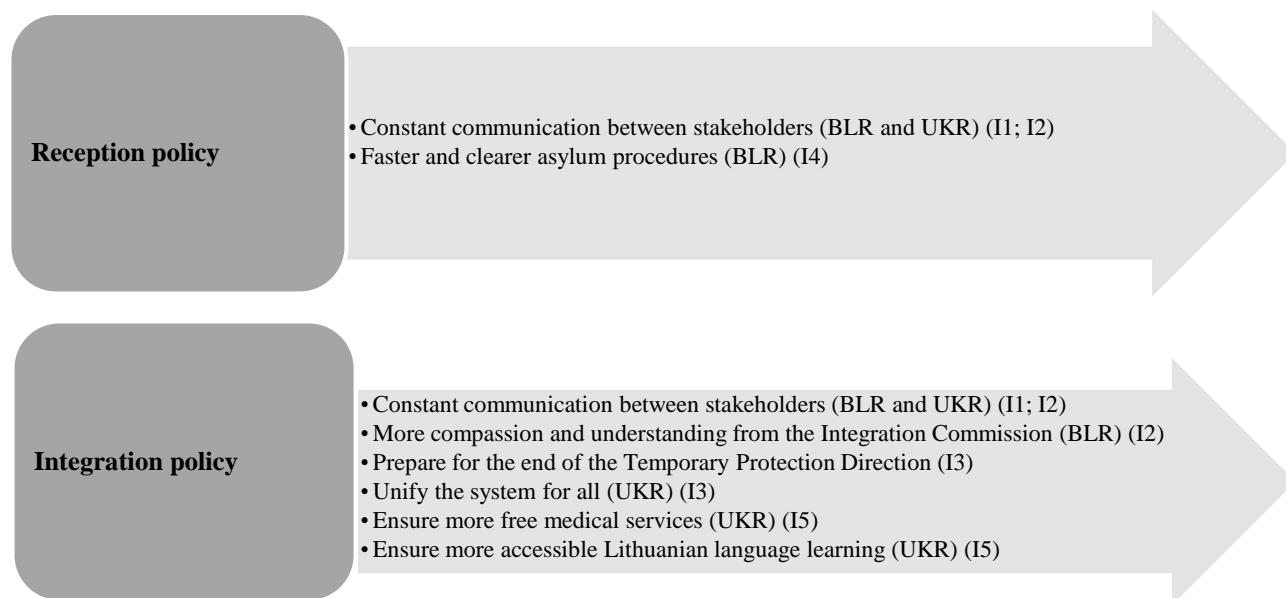 Reception policy
• Constant communication between stakeholders (BLR and UKR) (I1; I2)
• Faster and clearer asylum procedures (BLR) (I4)
Integration policy
• Constant communication between stakeholders (BLR and UKR) (I1; I2)
• More compassion and understanding from the Integration Commission (BLR) (I2)
• Prepare for the end of the Temporary Protection Direction (I3)
• Unify the system for all (UKR) (I3)
• Ensure more free medical services (UKR) (I5)
• Ensure more accessible Lithuanian language learning (UKR) (I5)